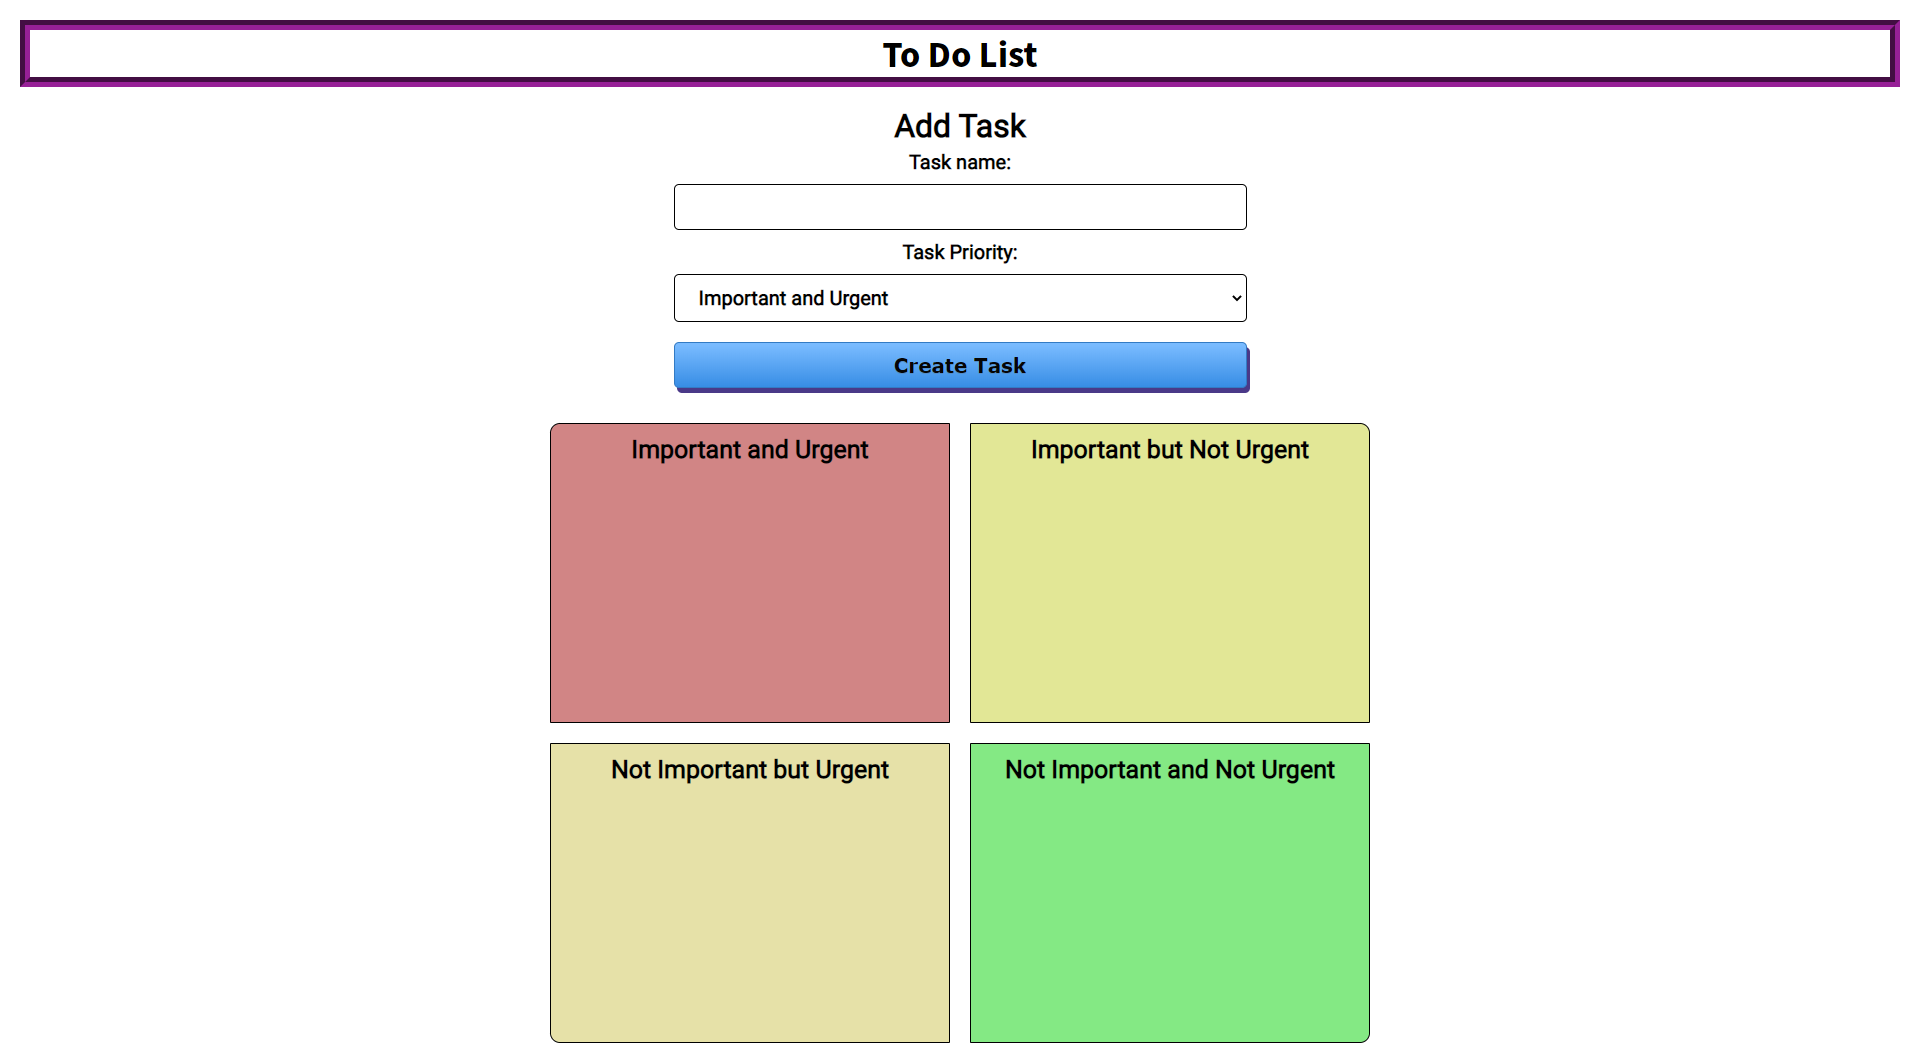 To Do List
Add Task
Task name:
Task Priority:
Important and Urgent
Create Task
Important and Urgent
Important but Not Urgent
Not Important but Urgent
Not Important and Not Urgent